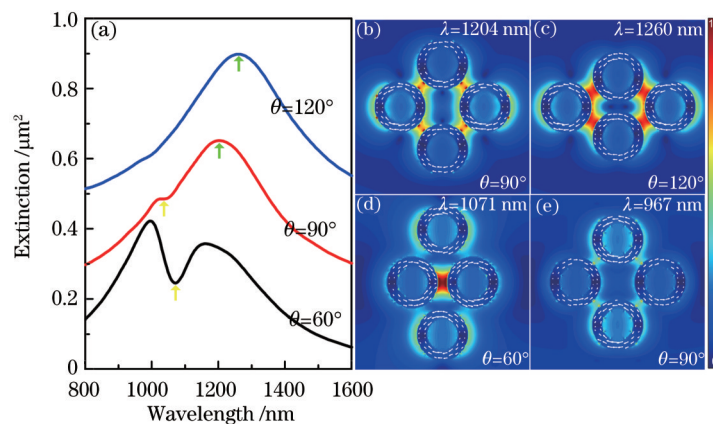 (a)
Extinction /μm²
1
0.8
0.6
0.4
0.2
0
θ=120°
θ=90°
θ=60°
800 1000 1200 1400 1600
Wavelength /nm
(b) λ=1204 nm
θ=90°
(c) λ=1260 nm
θ=120°
(d) λ=1071 nm
θ=60°
(e) λ=967 nm
θ=90°